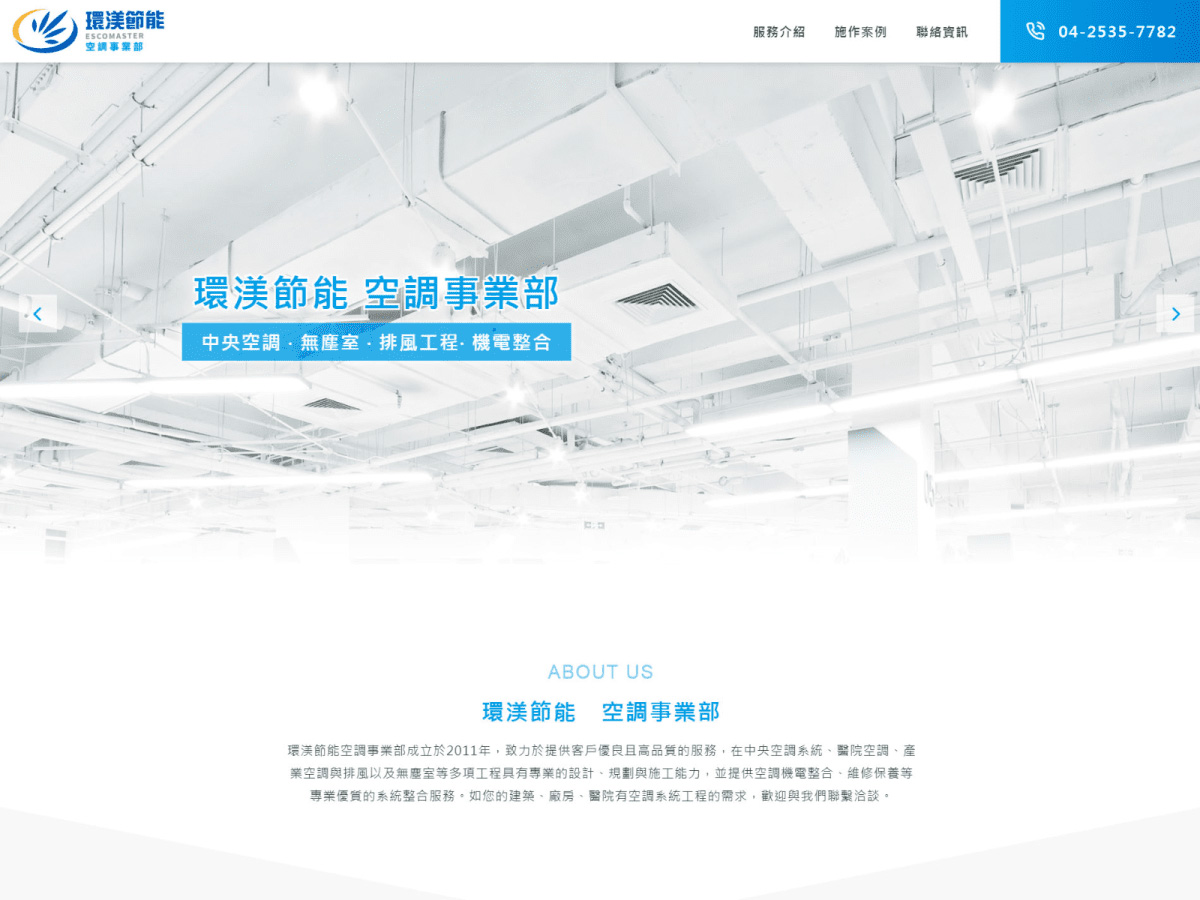 環渼節能
ESCOMASTER
空調事業部
服務介紹
施作案例
聯絡資訊
04-2535-7782
環渼節能 空調事業部
中央空調 · 無塵室 · 排風工程· 機電整合
ABOUT US
環渼節能 空調事業部
環渼節能空調事業部成立於2011年，致力於提供客戶優良且高品質的服務，在中央空調系統、醫院空調、產
業空調與排風以及無塵室等多項工程具有專業的設計、規劃與施工能力，並提供空調機電整合、維修保養等
專業優質的系統整合服務。如您的建築、廠房、醫院有空調系統工程的需求，歡迎與我們聯繫洽談。